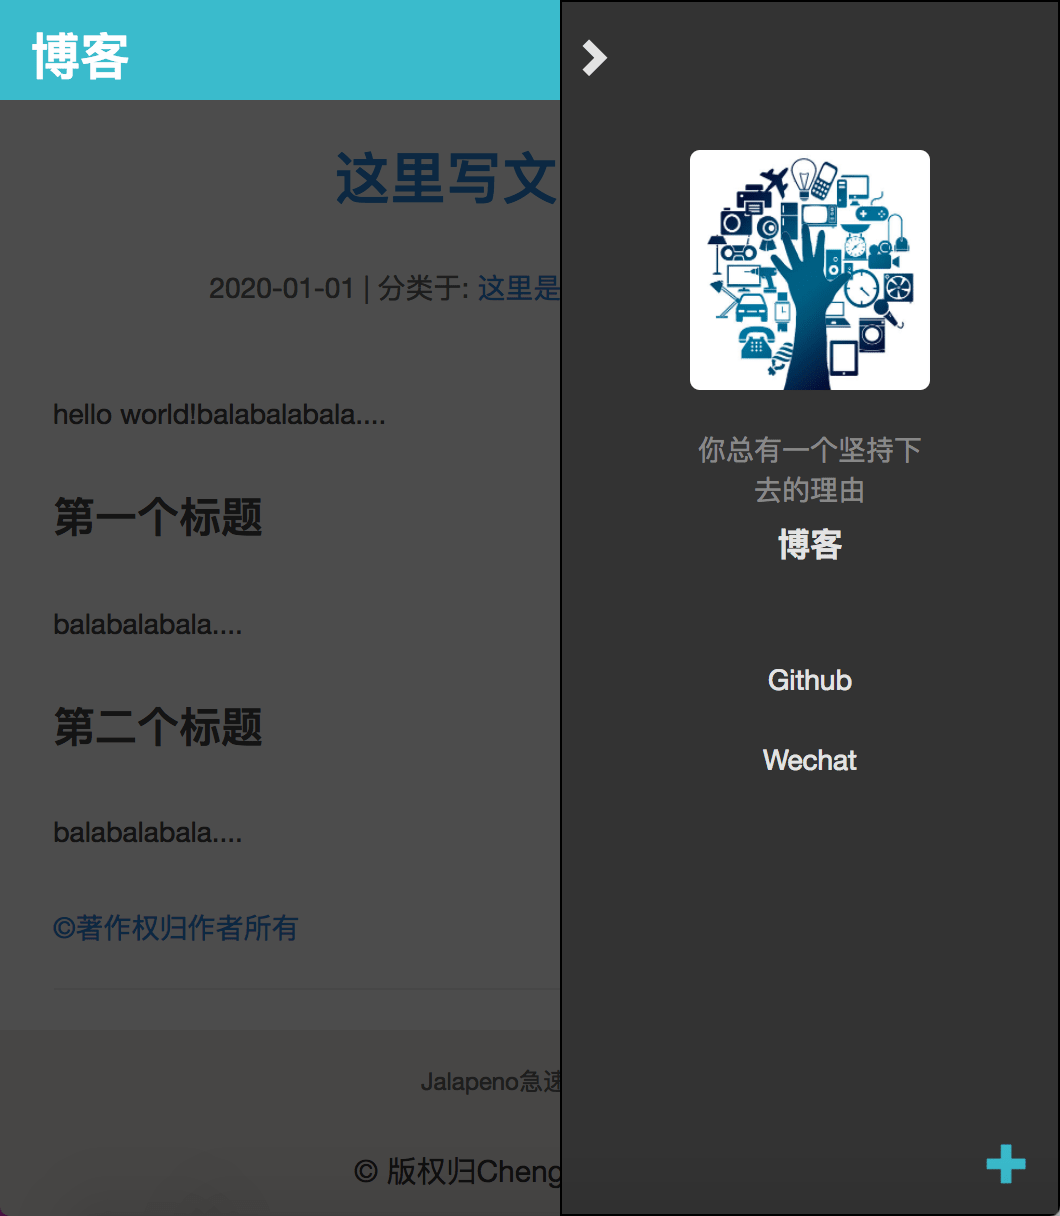 博客
这里写文
2020-01-01 | 分类于: 这里是
hello world!balabalabala....
第一个标题
balabalabala....
第二个标题
balabalabala....
©著作权归作者所有
Jalapeno急速
© 版权归Cheng
你总有一个坚持下
去的理由
博客
Github
Wechat